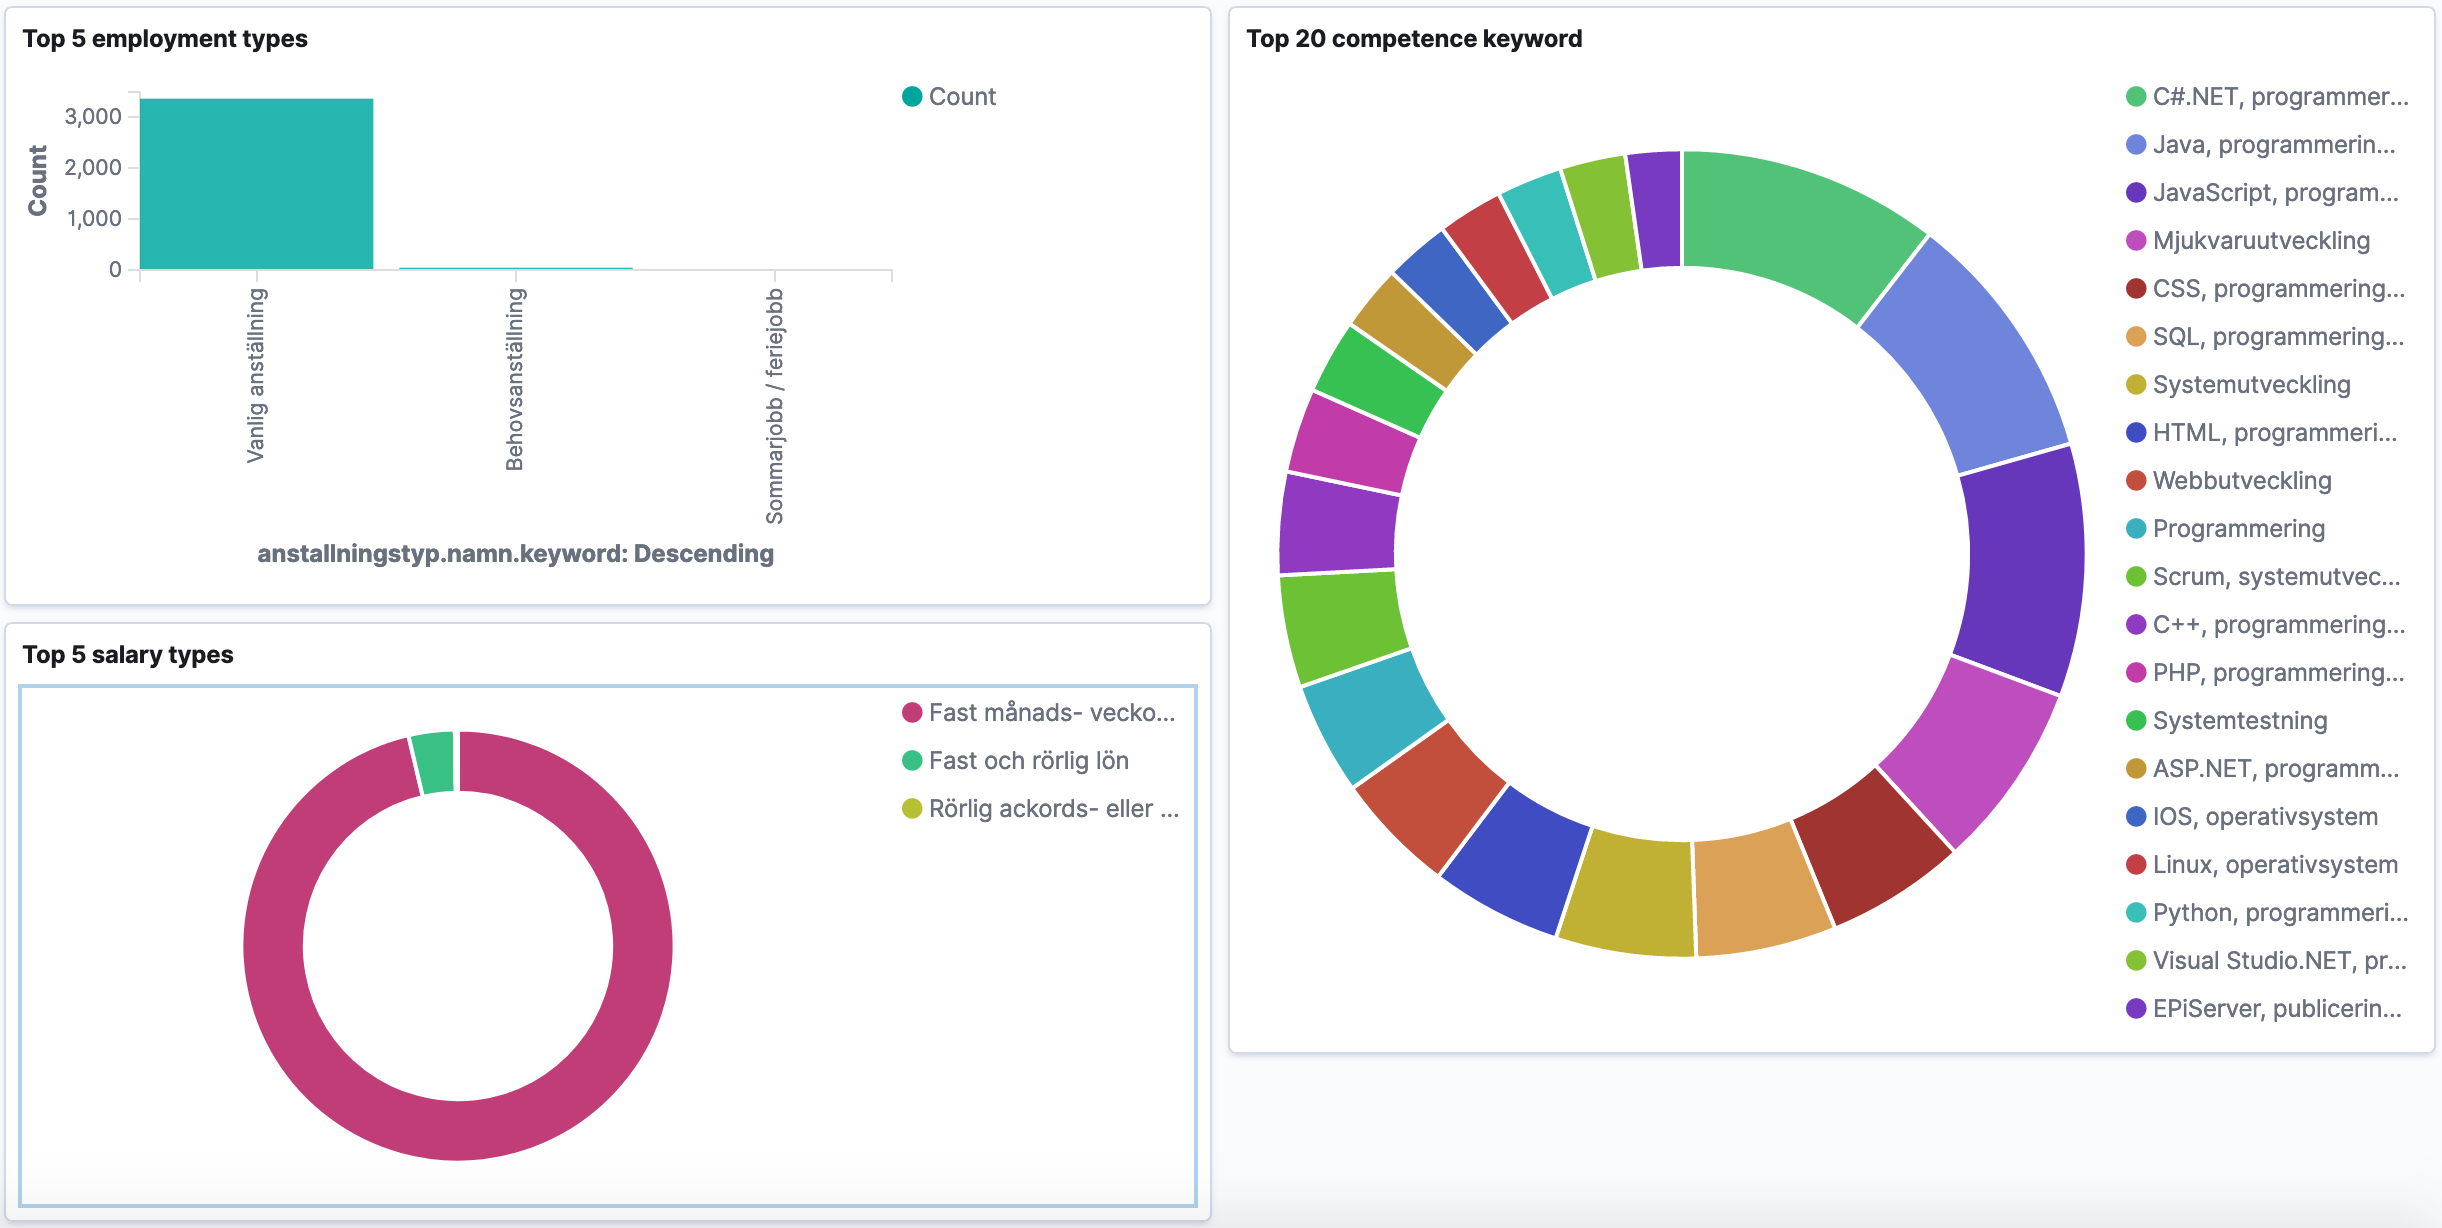 Top 5 employment types
Count
3,000
2,000
1,000
0
Count
Vanlig anställning
Behovsanställning
Sommarjobb / feriejobb
anstallningstyp.namn.keyword: Descending
Top 5 salary types
Fast månads- vecko...
Fast och rörlig lön
Rörlig ackords- eller ...
Top 20 competence keyword
C#.NET, programmer...
Java, programmerin...
JavaScript, program...
Mjukvaruutveckling
CSS, programmering...
SQL, programmering...
Systemutveckling
HTML, programmeri...
Webbutveckling
Programmering
Scrum, systemutvec...
C++, programmering...
PHP, programmering...
Systemtestning
ASP.NET, programm...
IOS, operativsystem
Linux, operativsystem
Python, programmeri...
Visual Studio.NET, pr...
EPiServer, publicerin...